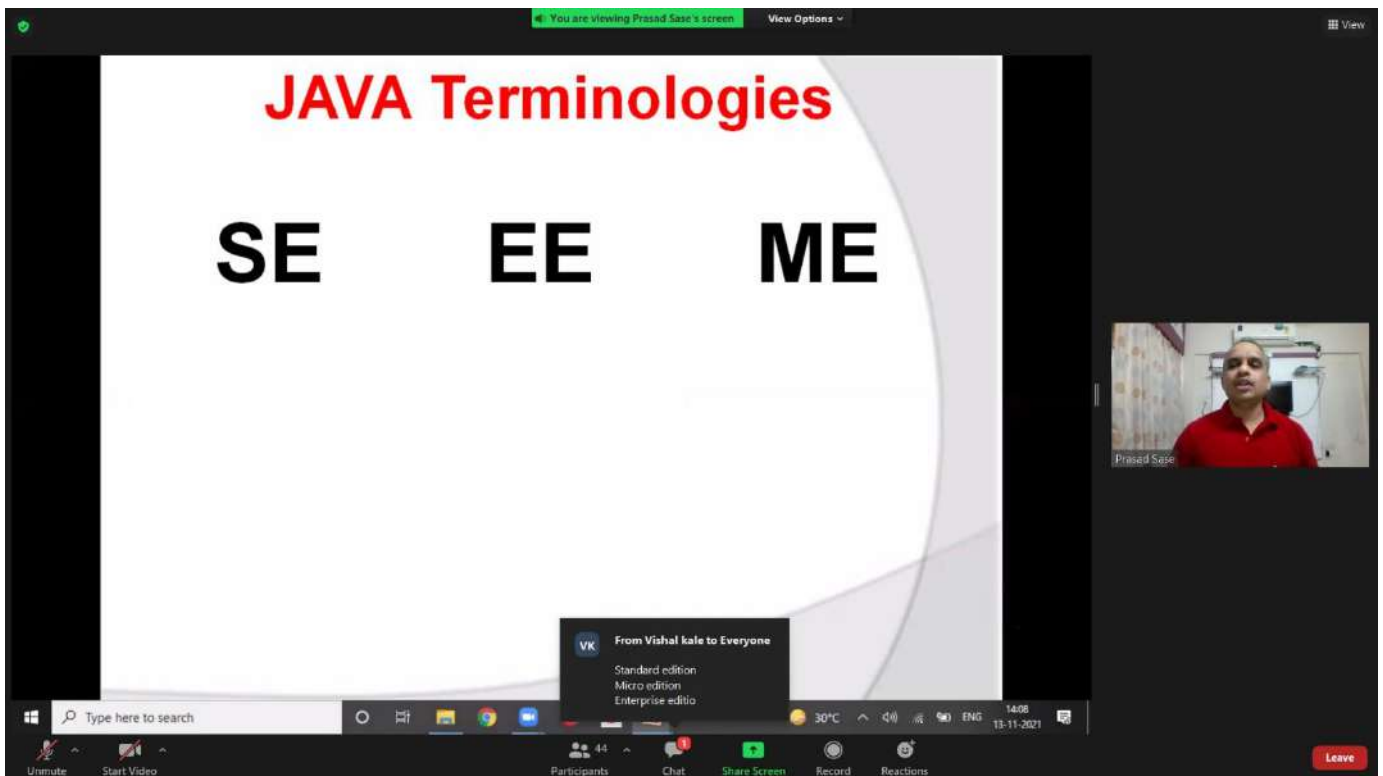 You are viewing Prasad Sase's screen
View Options
View
JAVA Terminologies
SE EE ME
Prasad Sase
VK
From Vishal kale to Everyone
Standard edition
Micro edition
Enterprise editio
Type here to search
30°C
ENG
14:08
13-11-2021
Unmute
Start Video
44
Participants
1
Chat
Share Screen
Record
Reactions
Leave